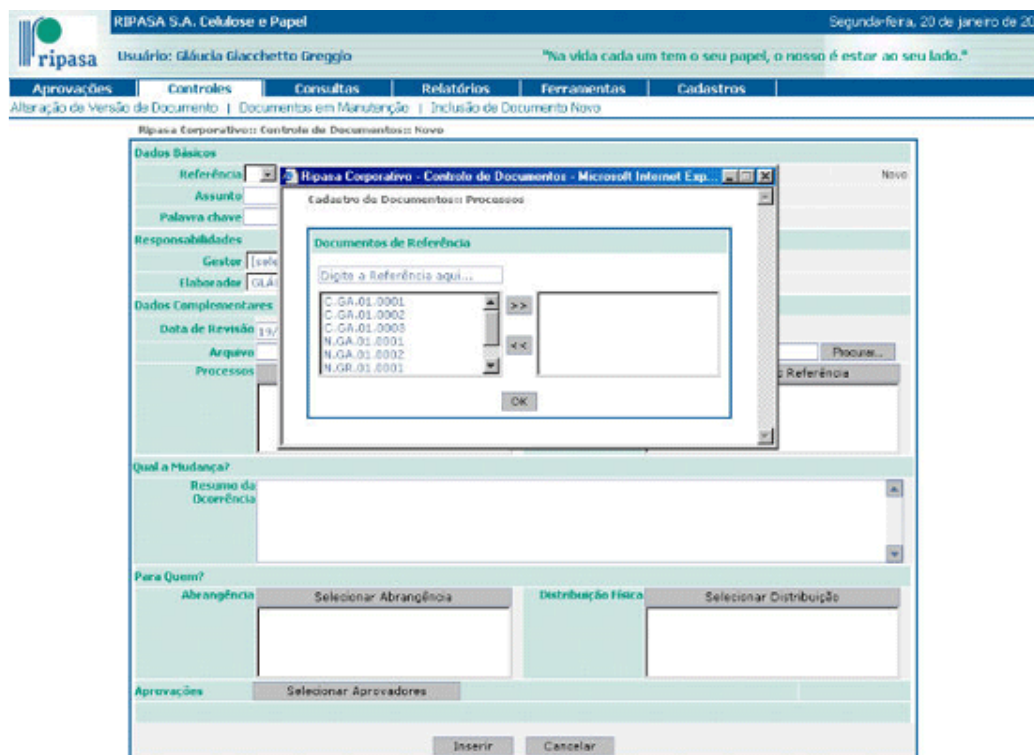 RIPASA S.A. Celulose e Papel
Segunda-feira, 20 de janeiro de 20
ripasa
Usuário: Gláucia Giacchetto Greggio
"Na vida cada um tem o seu papel, o nosso é estar ao seu lado."
Aprovações Controles Consultas Relatórios Ferramentas Cadastros
Alteração de Versão de Documento | Documentos em Manutenção | Inclusão de Documento Novo
Ripasa Corporativo:: Controle de Documentos:: Novo
Dados Básicos
Referência
Novo
Assunto
Palavra chave
Responsabilidades
Gestor [sele
Elaborador GLÁ
Dados Complementares
Data de Revisão 19/
Arquivo
Procurar...
Processos
Referência
Ripasa Corporativo - Controle de Documentos - Microsoft Internet Exp...
Cadastro de Documentos:: Processos
Documentos de Referência
Digite a Referência aqui...
C.GA.01.0001
C.GA.01.0002
C.GA.01.0003
N.GA.01.0001
N.GA.01.0002
N.GR.01.0001
>>
<<
OK
Qual a Mudança?
Resumo da
Ocorrência
Para Quem?
Abrangência
Selecionar Abrangência
Distribuição Física
Selecionar Distribuição
Aprovações
Selecionar Aprovadores
Inserir Cancelar